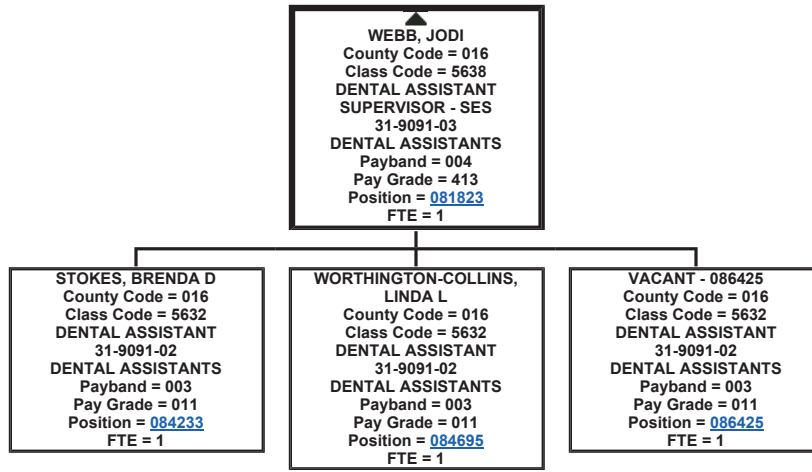 WEBB, JODI
County Code = 016
Class Code = 5638
DENTAL ASSISTANT
SUPERVISOR - SES
31-9091-03
DENTAL ASSISTANTS
Payband = 004
Pay Grade = 413
Position = 081823
FTE = 1
STOKES, BRENDA D
County Code = 016
Class Code = 5632
DENTAL ASSISTANT
31-9091-02
DENTAL ASSISTANTS
Payband = 003
Pay Grade = 011
Position = 084233
FTE = 1
WORTHINGTON-COLLINS,
LINDA L
County Code = 016
Class Code = 5632
DENTAL ASSISTANT
31-9091-02
DENTAL ASSISTANTS
Payband = 003
Pay Grade = 011
Position = 084695
FTE = 1
VACANT - 086425
County Code = 016
Class Code = 5632
DENTAL ASSISTANT
31-9091-02
DENTAL ASSISTANTS
Payband = 003
Pay Grade = 011
Position = 086425
FTE = 1